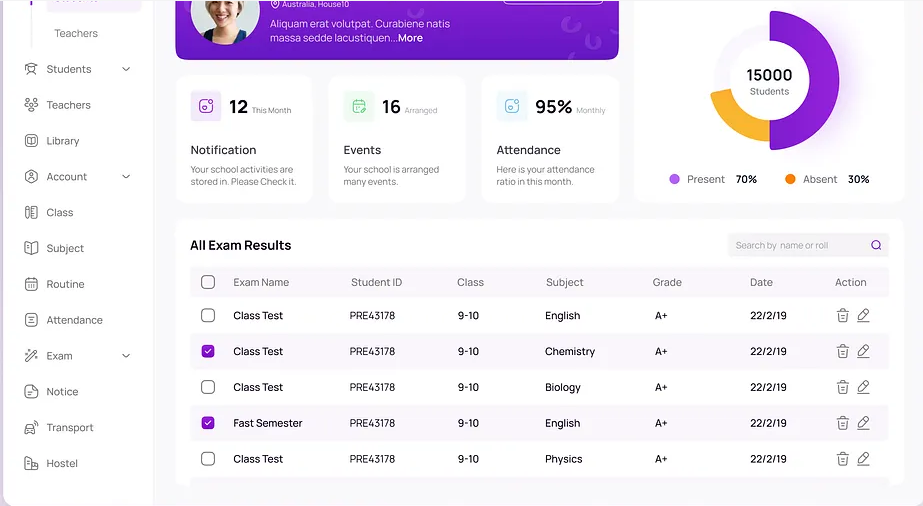 Teachers
Students
Teachers
Library
Account
Class
Subject
Routine
Attendance
Exam
Notice
Transport
Hostel
Australia, House10
Aliquam erat volutpat. Curabiene natis
massa sedde lacustiquen...More
12 This Month
Notification
Your school activities are
stored in. Please Check it.
16 Arranged
Events
Your school is arranged
many events.
95% Monthly
Attendance
Here is your attendance
ratio in this month.
15000
Students
Present 70% Absent 30%
All Exam Results
Search by name or roll
Exam Name Student ID Class Subject Grade Date Action
Class Test PRE43178 9-10 English A+ 22/2/19
Class Test PRE43178 9-10 Chemistry A+ 22/2/19
Class Test PRE43178 9-10 Biology A+ 22/2/19
Fast Semester PRE43178 9-10 English A+ 22/2/19
Class Test PRE43178 9-10 Physics A+ 22/2/19